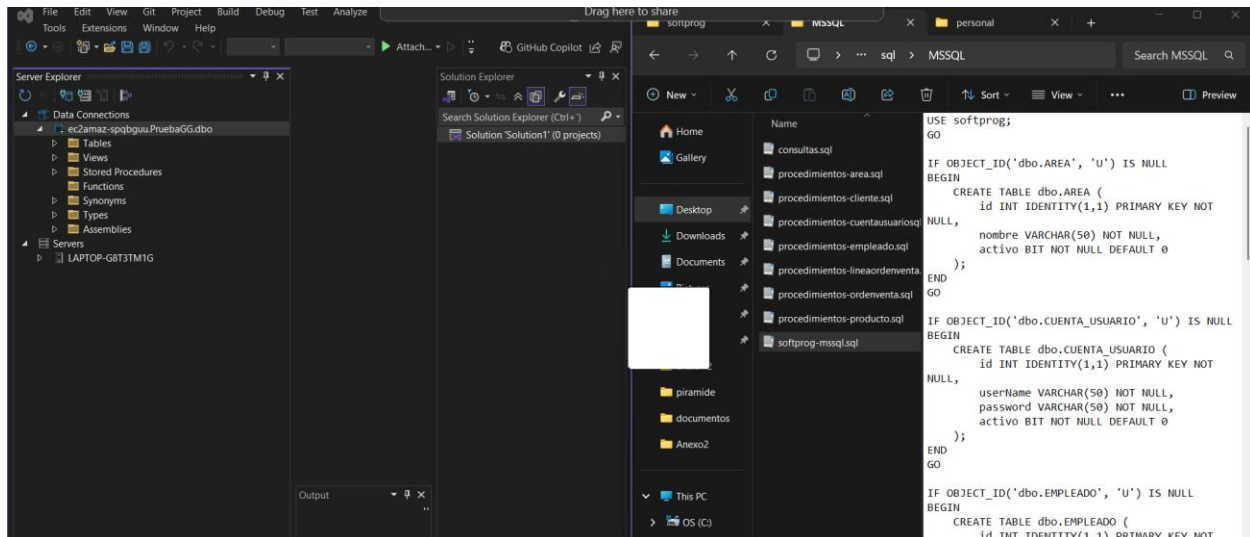 File Edit View Git Project Build Debug Test Analyze
Tools Extensions Window Help
Attach...
GitHub Copilot
Server Explorer
Data Connections
ec2amaz-spqbguu.PruebaGG.dbo
Tables
Views
Stored Procedures
Functions
Synonyms
Types
Assemblies
Servers
LAPTOP-G8T3TM1G
Output
Solution Explorer
Search Solution Explorer (Ctrl+')
Solution 'Solution1' (0 projects)
Drag here to share
softprog
MSSQL
personal
sql > MSSQL
Search MSSQL
New
Sort
View
Preview
Home
Gallery
Desktop
Downloads
Documents
piramide
documentos
Anexo2
This PC
OS (C:)
Name
consultas.sql
procedimientos-area.sql
procedimientos-cliente.sql
procedimientos-cuentausuariosql
procedimientos-empleado.sql
procedimientos-lineaordenventa.
procedimientos-ordenventa.sql
procedimientos-producto.sql
softprog-mssql.sql
USE softprog;
GO
IF OBJECT_ID('dbo.AREA', 'U') IS NULL
BEGIN
CREATE TABLE dbo.AREA (
id INT IDENTITY(1,1) PRIMARY KEY NOT
NULL,
nombre VARCHAR(50) NOT NULL,
activo BIT NOT NULL DEFAULT 0
);
END
GO
IF OBJECT_ID('dbo.CUENTA_USUARIO', 'U') IS NULL
BEGIN
CREATE TABLE dbo.CUENTA_USUARIO (
id INT IDENTITY(1,1) PRIMARY KEY NOT
NULL,
userName VARCHAR(50) NOT NULL,
password VARCHAR(50) NOT NULL,
activo BIT NOT NULL DEFAULT 0
);
END
GO
IF OBJECT_ID('dbo.EMPLEADO', 'U') IS NULL
BEGIN
CREATE TABLE dbo.EMPLEADO (
id INT IDENTITY(1,1) PRIMARY KEY NOT